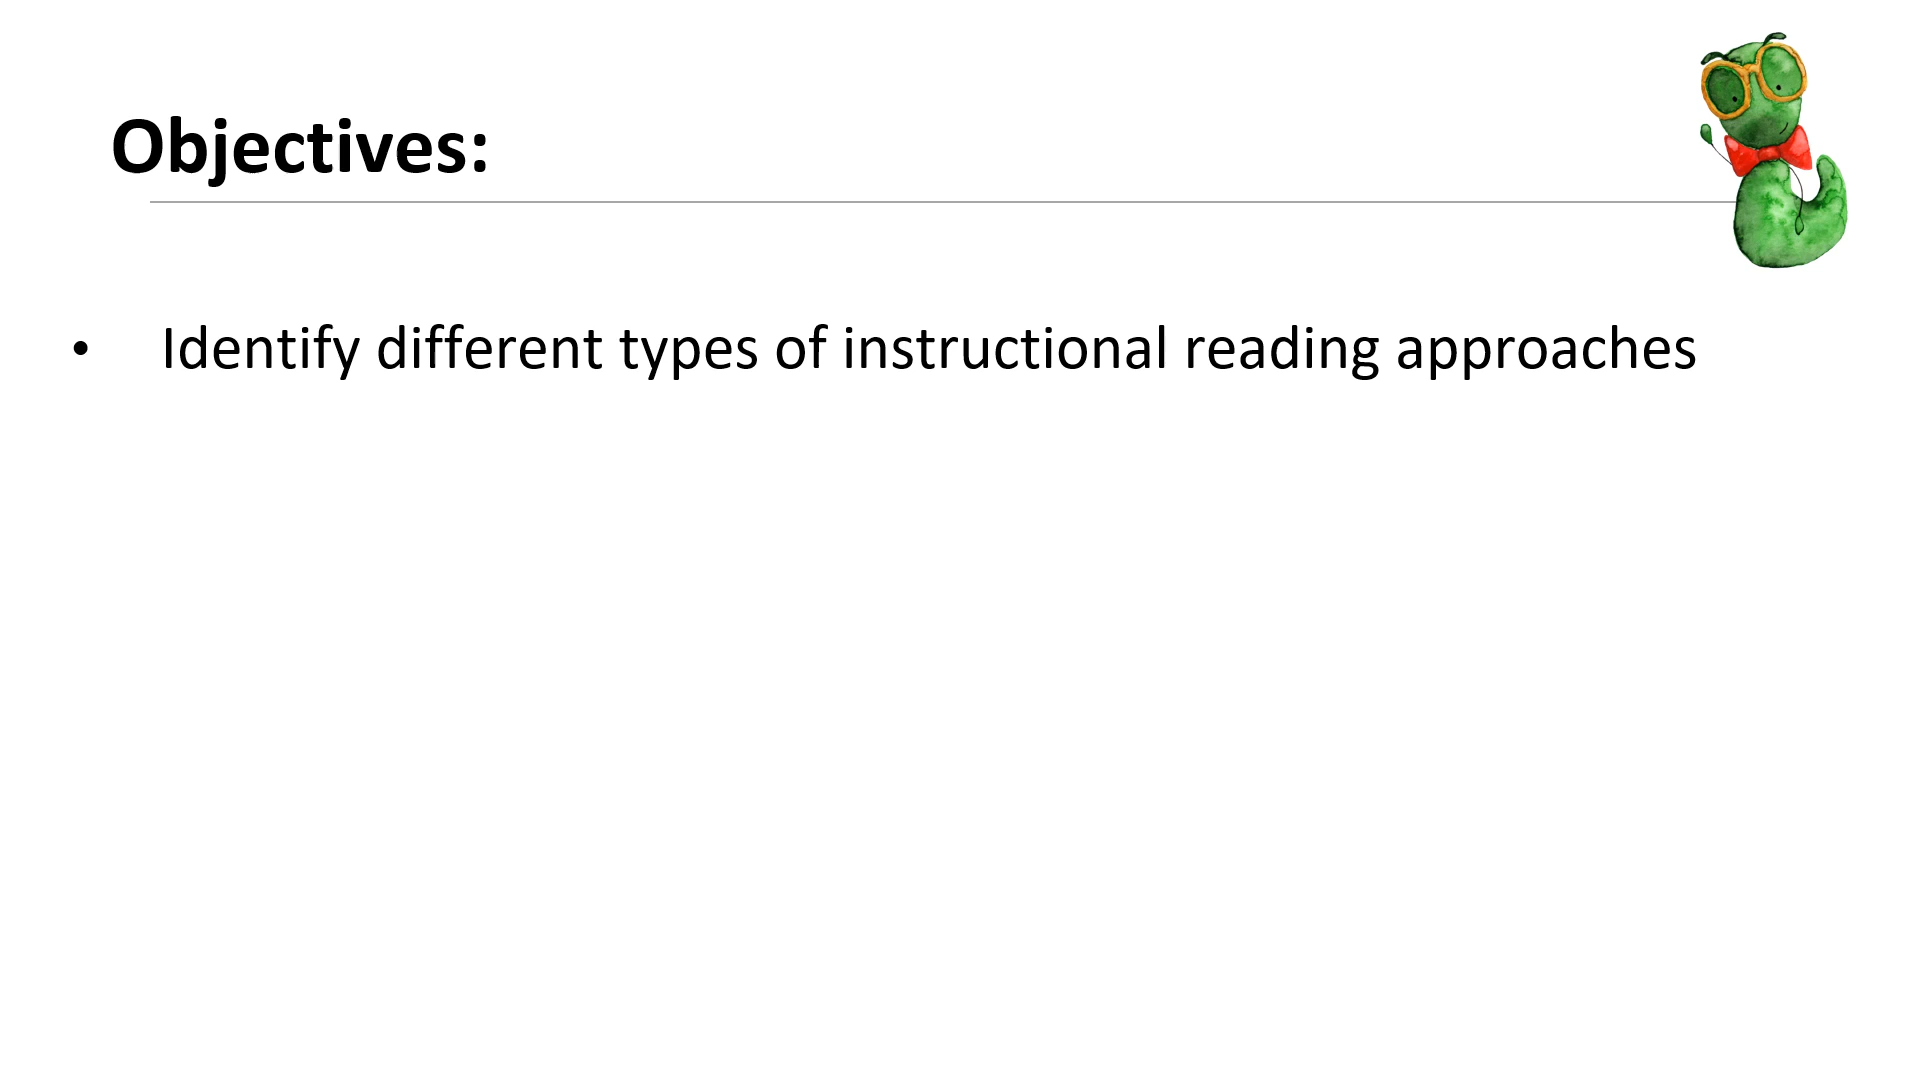 Objectives:
• Identify different types of instructional reading approaches